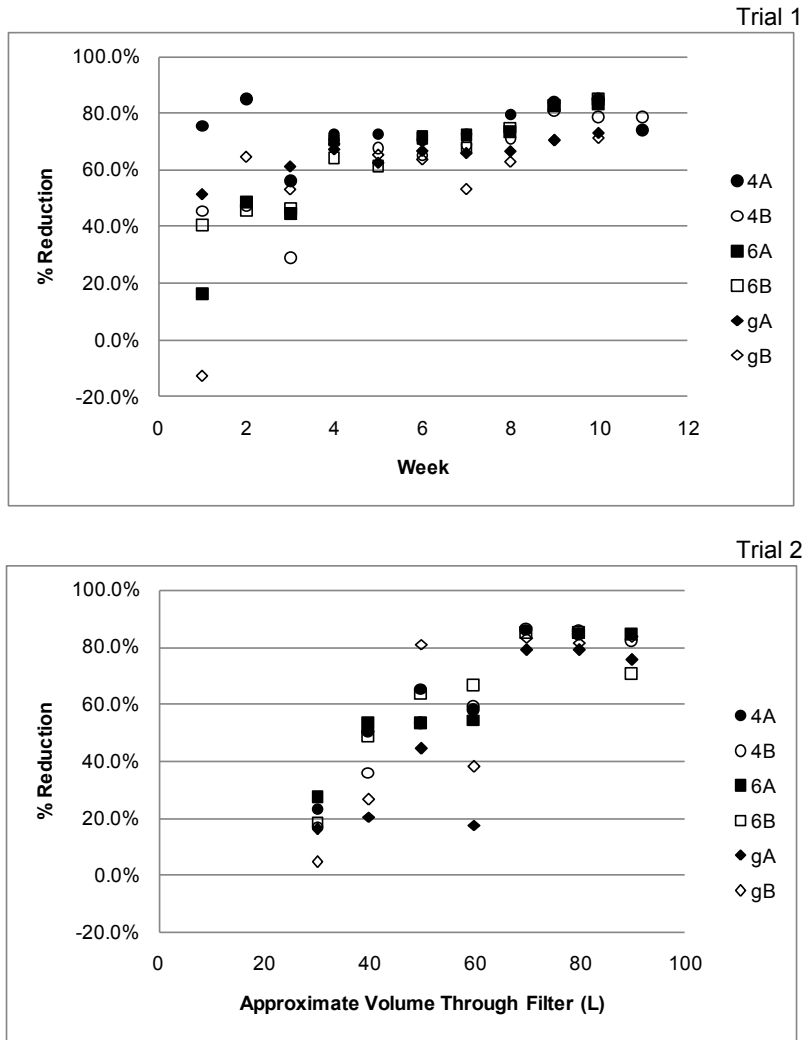 Trial 1
100.0%
80.0%
60.0%
40.0%
20.0%
0.0%
-20.0%
% Reduction
0 2 4 6 8 10 12
Week
4A
4B
6A
6B
gA
gB
Trial 2
100.0%
80.0%
60.0%
40.0%
20.0%
0.0%
-20.0%
% Reduction
0 20 40 60 80 100
Approximate Volume Through Filter (L)
4A
4B
6A
6B
gA
gB